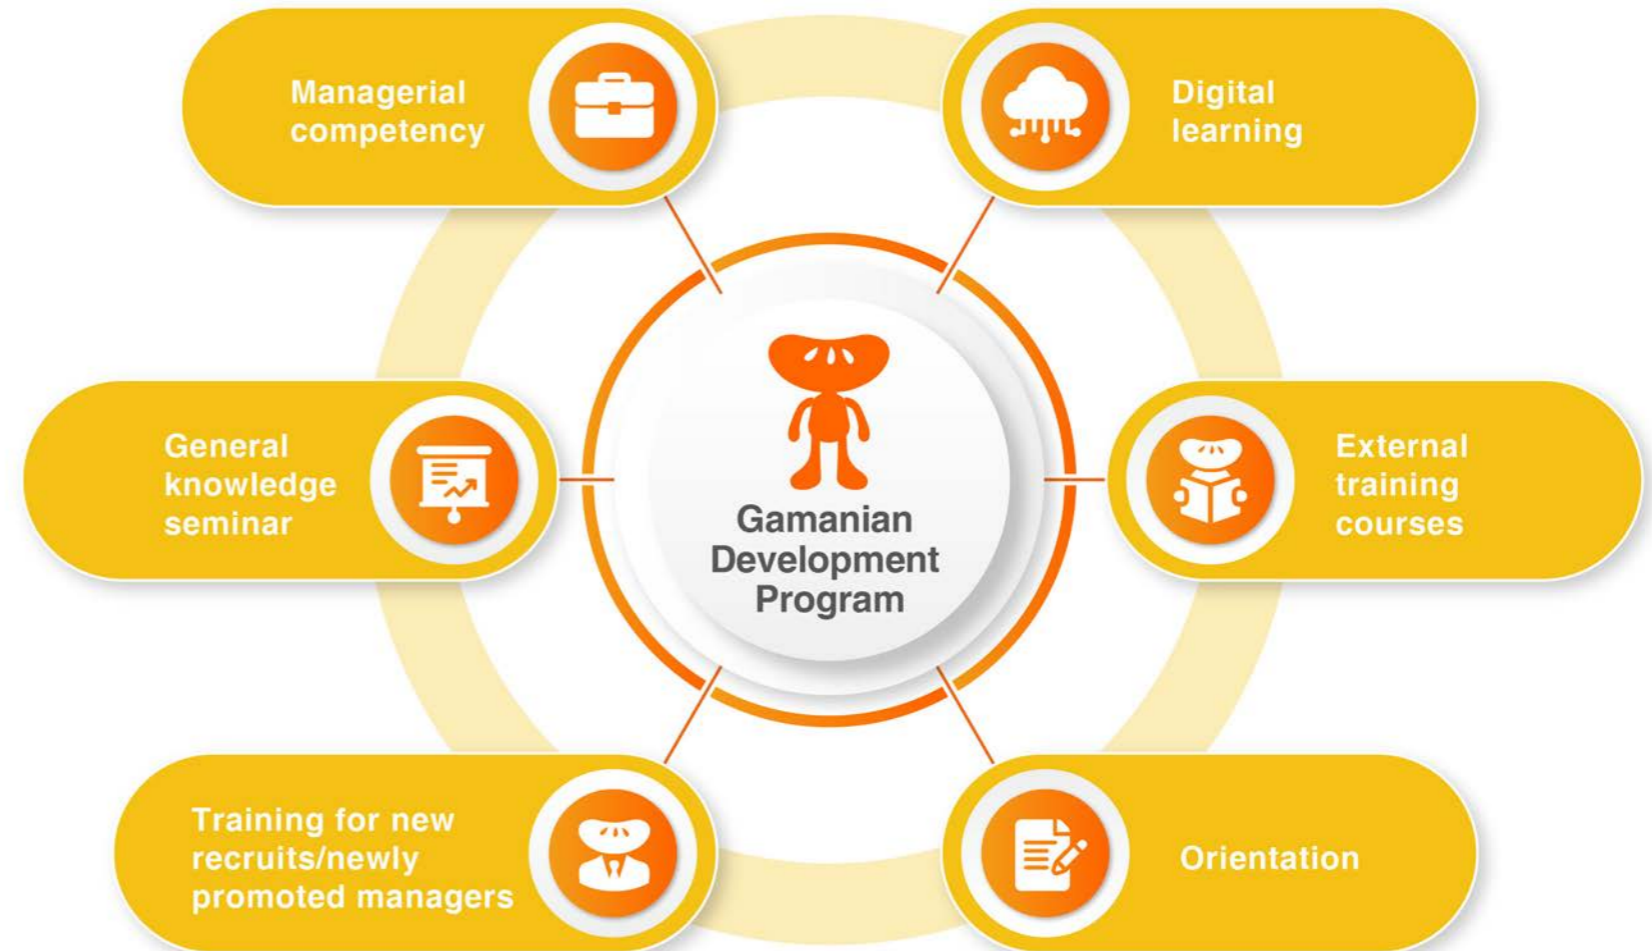 Managerial
competency
Digital
learning
General
knowledge
seminar
Gamanian
Development
Program
External
training
courses
Training for new
recruits/newly
promoted managers
Orientation